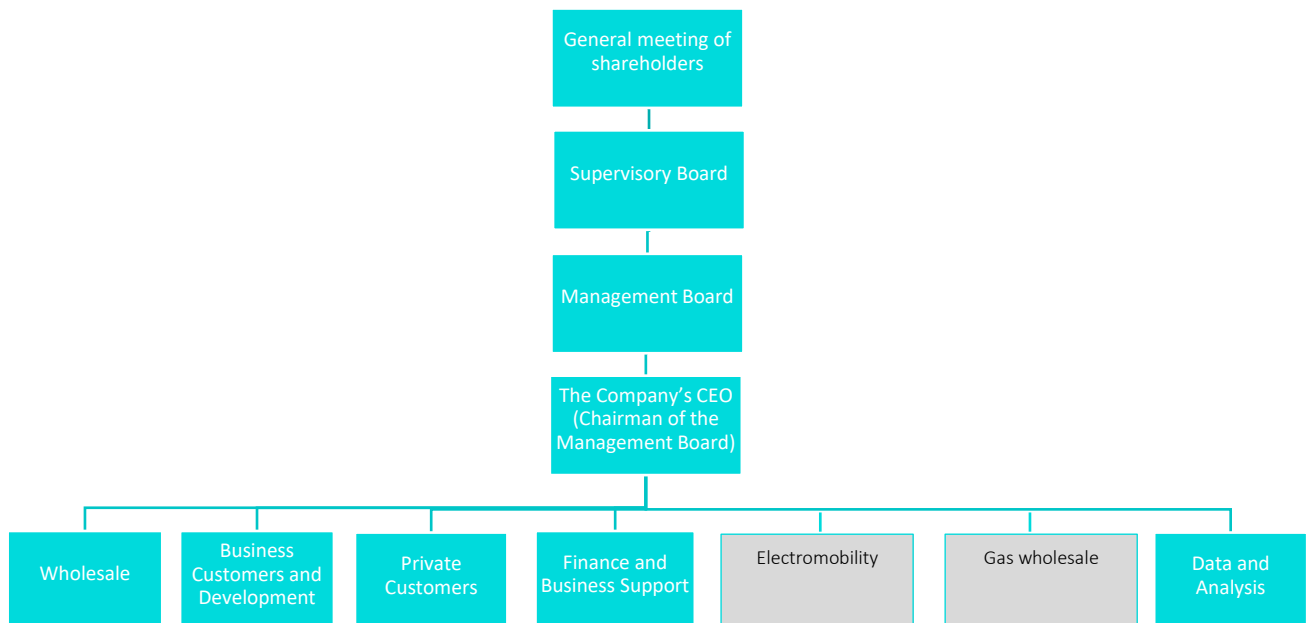 General meeting of
shareholders
Supervisory Board
Management Board
The Company’s CEO
(Chairman of the
Management Board)
Wholesale
Business
Customers and
Development
Private
Customers
Finance and
Business Support
Electromobility
Gas wholesale
Data and
Analysis